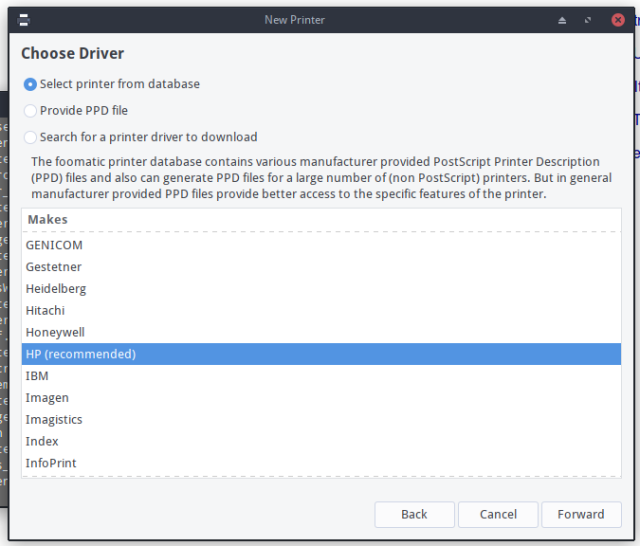 New Printer
Choose Driver
Select printer from database
Provide PPD file
Search for a printer driver to download
The foomatic printer database contains various manufacturer provided PostScript Printer Description
(PPD) files and also can generate PPD files for a large number of (non PostScript) printers. But in general
manufacturer provided PPD files provide better access to the specific features of the printer.
Makes
GENICOM
Gestetner
Heidelberg
Hitachi
Honeywell
HP (recommended)
IBM
Imagen
Imagistics
Index
InfoPrint
Back
Cancel
Forward